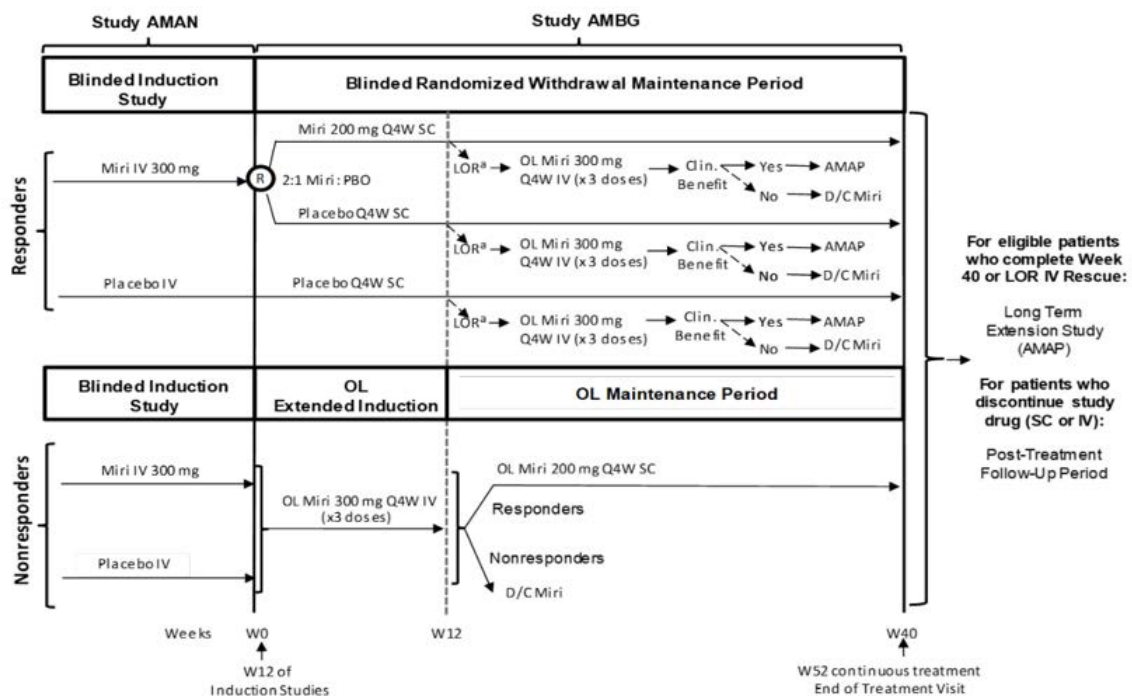 Study AMAN
Study AMBG
Blinded Induction
Study
Blinded Randomized Withdrawal Maintenance Period
Responders
Miri IV 300 mg
R
2:1 Miri: PBO
Miri 200 mg Q4W SC
LORa
OL Miri 300 mg
Q4W IV (x3 doses)
Clin.
Benefit
Yes
AMAP
No
D/C Miri
Placebo Q4W SC
LORa
OL Miri 300 mg
Q4W IV (x3 doses)
Clin.
Benefit
Yes
AMAP
No
D/C Miri
Placebo IV
Placebo Q4W SC
LORa
OL Miri 300 mg
Q4W IV (x3 doses)
Clin.
Benefit
Yes
AMAP
No
D/C Miri
Blinded Induction
Study
OL
Extended Induction
OL Maintenance Period
Nonresponders
Miri IV 300 mg
Placebo IV
OL Miri 300 mg Q4W IV
(x3 doses)
OL Miri 200 mg Q4W SC
Responders
Nonresponders
D/C Miri
Weeks
W0
W12
W40
W12 of
Induction Studies
W52 continuous treatment
End of Treatment Visit
For eligible patients
who complete Week
40 or LOR IV Rescue:
Long Term
Extension Study
(AMAP)
For patients who
discontinue study
drug (SC or IV):
Post-Treatment
Follow-Up Period